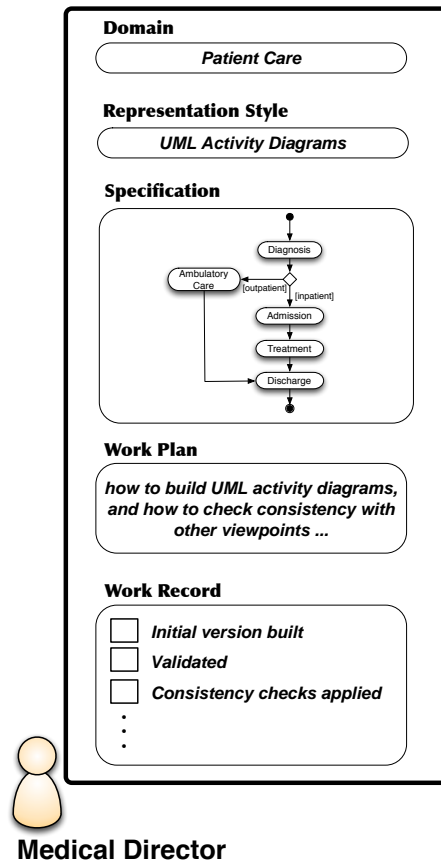 Domain
Patient Care
Representation Style
UML Activity Diagrams
Specification
Diagnosis
Ambulatory
Care
[outpatient]
[inpatient]
Admission
Treatment
Discharge
Work Plan
how to build UML activity diagrams,
and how to check consistency with
other viewpoints ...
Work Record
Initial version built
Validated
Consistency checks applied
Medical Director